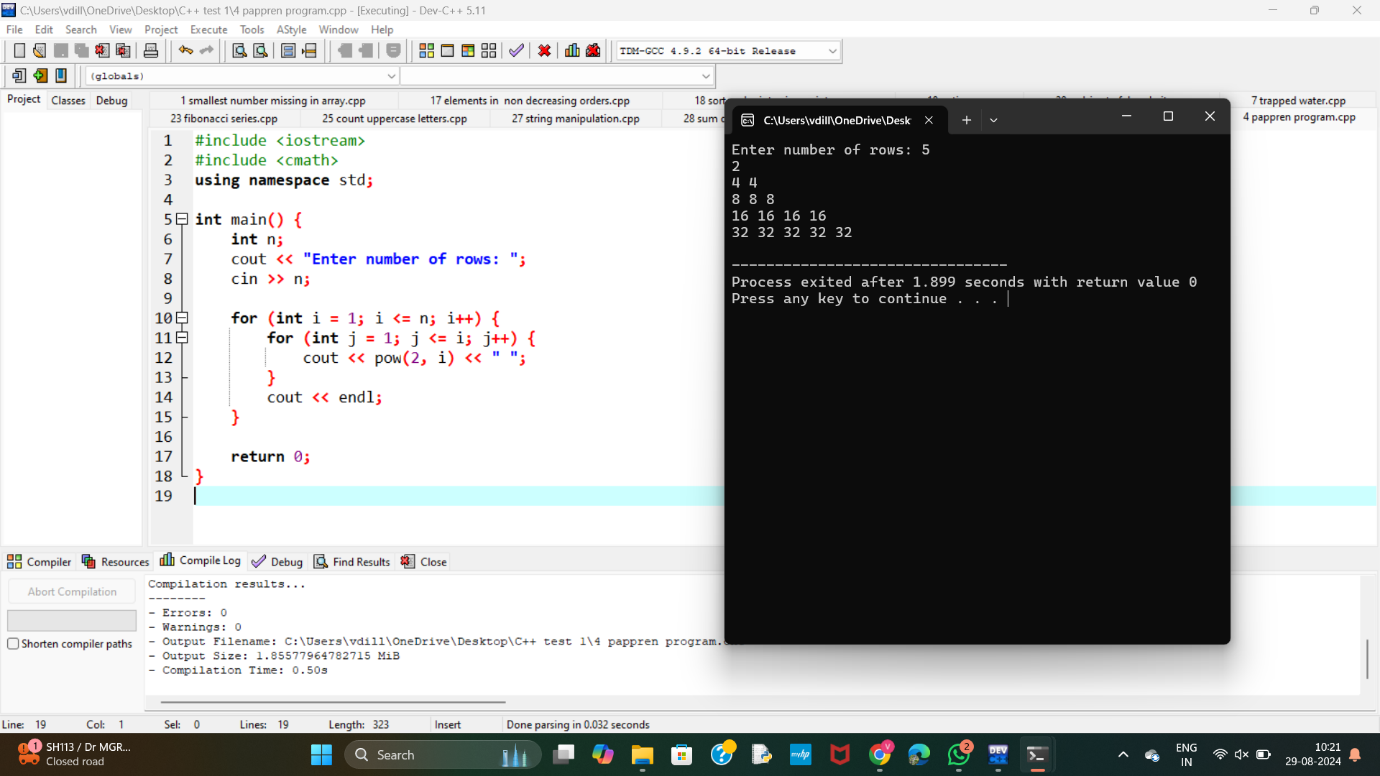 C:\Users\vdill\OneDrive\Desktop\C++ test 1\4 pappren program.cpp - [Executing] - Dev-C++ 5.11
File Edit Search View Project Execute Tools AStyle Window Help
TDM-GCC 4.9.2 64-bit Release
(globals)
Project Classes Debug
1 smallest number missing in array.cpp 17 elements in non decreasing orders.cpp 18 sort 7 trapped water.cpp
23 fibonacci series.cpp 25 count uppercase letters.cpp 27 string manipulation.cpp 28 sum 4 pappren program.cpp
1 #include <iostream>
2 #include <cmath>
3 using namespace std;
4
5 int main() {
6 int n;
7 cout << "Enter number of rows: ";
8 cin >> n;
9
10 for (int i = 1; i <= n; i++) {
11 for (int j = 1; j <= i; j++) {
12 cout << pow(2, i) << " ";
13 }
14 cout << endl;
15 }
16
17 return 0;
18 }
19
C:\Users\vdill\OneDrive\Desk
Enter number of rows: 5
2
4 4
8 8 8
16 16 16 16
32 32 32 32 32
--------------------------------
Process exited after 1.899 seconds with return value 0
Press any key to continue . . .
Compiler Resources Compile Log Debug Find Results Close
Abort Compilation
Shorten compiler paths
Compilation results...
--------
- Errors: 0
- Warnings: 0
- Output Filename: C:\Users\vdill\OneDrive\Desktop\C++ test 1\4 pappren program.
- Output Size: 1.85577964782715 MiB
- Compilation Time: 0.50s
Line: 19 Col: 1 Sel: 0 Lines: 19 Length: 323 Insert Done parsing in 0.032 seconds
1 SH113 / Dr MGR...
Closed road
Search
myhp
V
2
DEV
ENG
IN
10:21
29-08-2024